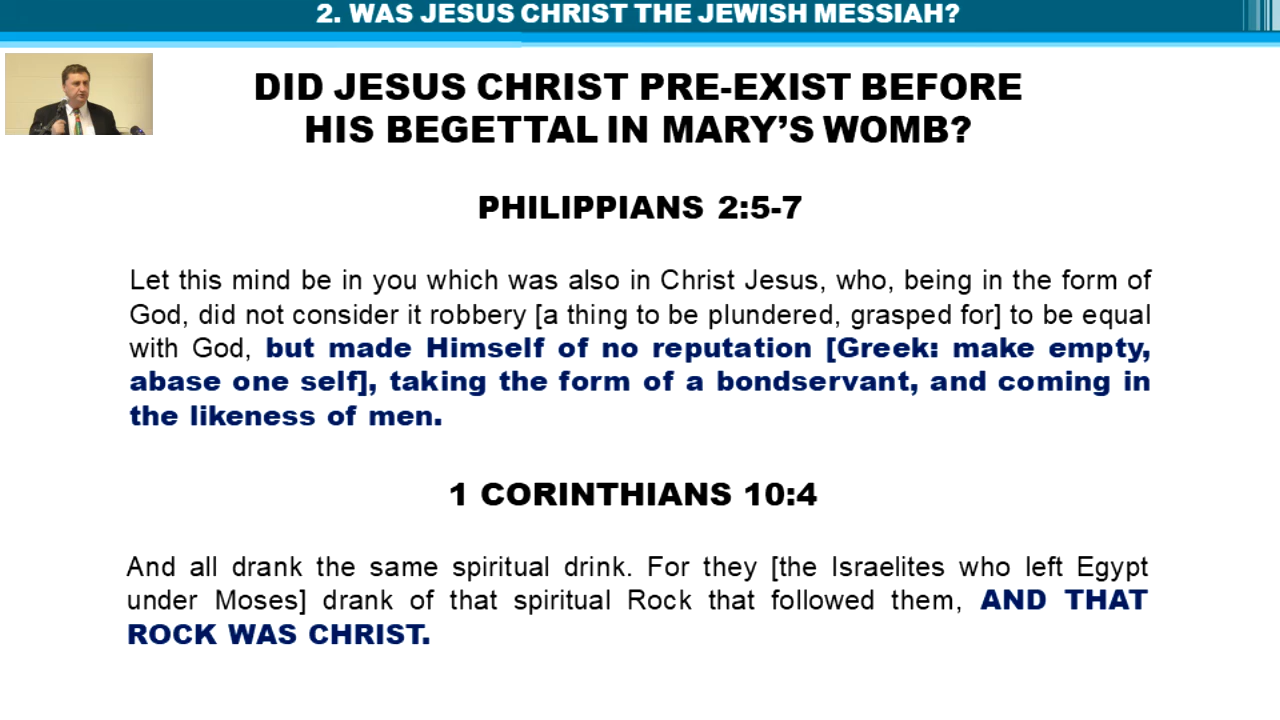 2. WAS JESUS CHRIST THE JEWISH MESSIAH?
DID JESUS CHRIST PRE-EXIST BEFORE
HIS BEGETTAL IN MARY’S WOMB?
PHILIPPIANS 2:5-7
Let this mind be in you which was also in Christ Jesus, who, being in the form of
God, did not consider it robbery [a thing to be plundered, grasped for] to be equal
with God, but made Himself of no reputation [Greek: make empty,
abase one self], taking the form of a bondservant, and coming in
the likeness of men.
1 CORINTHIANS 10:4
And all drank the same spiritual drink. For they [the Israelites who left Egypt
under Moses] drank of that spiritual Rock that followed them, AND THAT
ROCK WAS CHRIST.